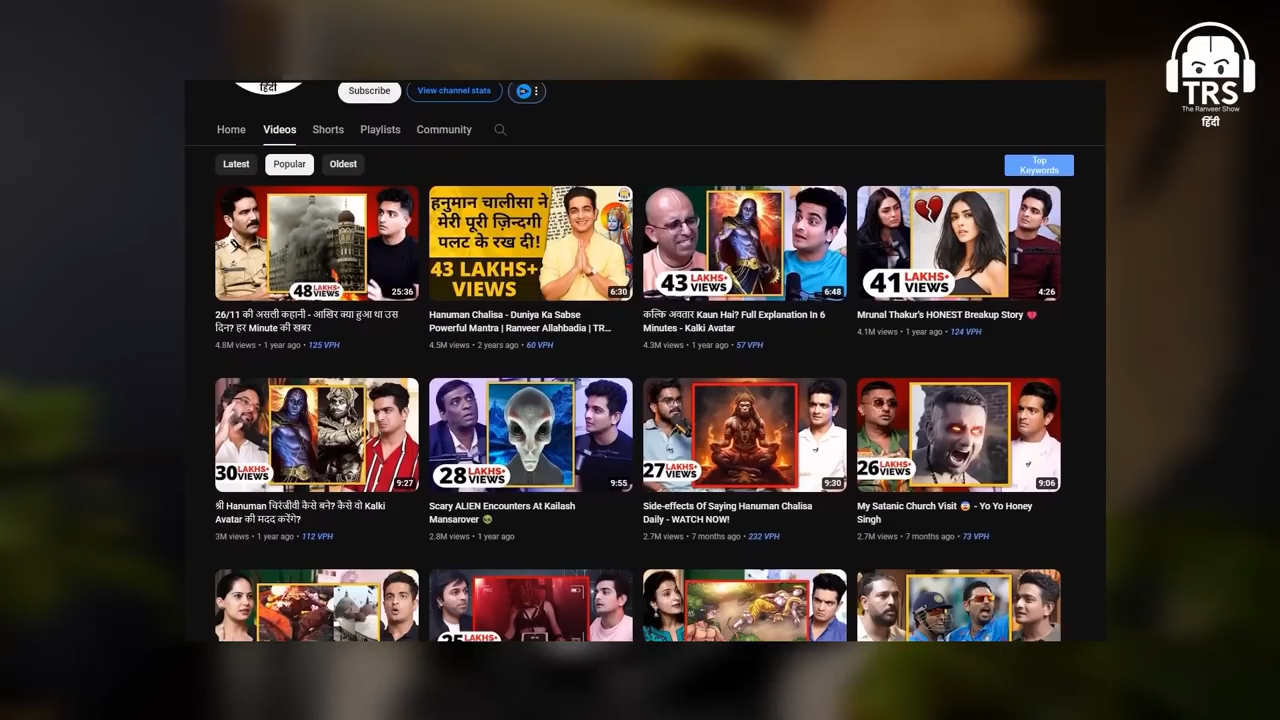 TRS
The Ranveer Show
हिंदी
हिंदी
Subscribe
View channel stats
Home
Videos
Shorts
Playlists
Community
Latest
Popular
Oldest
Top
Keywords
48 LAKHS+
VIEWS
25:36
हनुमान चालीसा ने
मेरी पूरी ज़िन्दगी
पलट के रख दी!
43 LAKHS+
VIEWS
6:30
43 LAKHS+
VIEWS
6:48
41 LAKHS+
VIEWS
4:26
26/11 की असली कहानी - आखिर क्या हुआ था उस
दिन? हर Minute की खबर
4.8M views • 1 year ago • 125 VPH
Hanuman Chalisa - Duniya Ka Sabse
Powerful Mantra | Ranveer Allahbadia | TR...
4.5M views • 2 years ago • 60 VPH
कल्कि अवतार Kaun Hai? Full Explanation In 6
Minutes - Kalki Avatar
4.3M views • 1 year ago • 57 VPH
Mrunal Thakur's HONEST Breakup Story 💔
4.1M views • 1 year ago • 124 VPH
30 LAKHS+
VIEWS
9:27
28 LAKHS+
VIEWS
9:55
27 LAKHS+
VIEWS
9:30
26 LAKHS+
VIEWS
9:06
श्री Hanuman चिरंजीवी कैसे बने? कैसे वो Kalki
Avatar की मदद करेंगे?
3M views • 1 year ago • 112 VPH
Scary ALIEN Encounters At Kailash
Mansarover 👽
2.8M views • 1 year ago
Side-effects Of Saying Hanuman Chalisa
Daily - WATCH NOW!
2.7M views • 7 months ago • 232 VPH
My Satanic Church Visit 😨 - Yo Yo Honey
Singh
2.7M views • 7 months ago • 73 VPH
25 LAKHS+